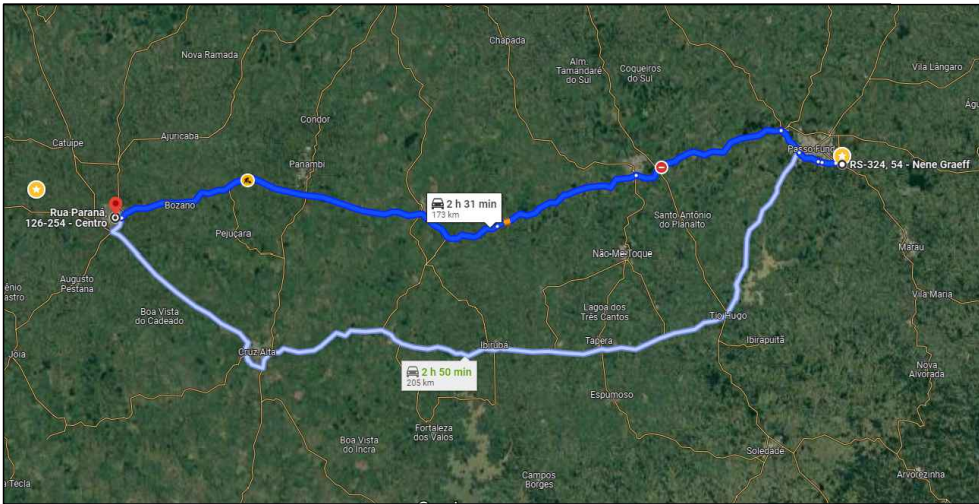 Chapada
Nova Ramada
Alm.
Tamandaré
do Sul
Coqueiros
do Sul
Vila Lângaro
Condor
Ajuricaba
Catuípe
Panambi
Passo Fund
RS-324, 54 - Nene Graeff
Rua Paraná,
126-254 - Centro
Bozano
2 h 31 min
173 km
Santo Antônio
do Planalto
Pejuçara
Não-Me-Toque
Marau
Augusto
Pestana
Vila Maria
Boa Vista
do Cadeado
Lagoa dos
Três Cantos
Tio Hugo
Ibirapuitã
Jóia
Cruz Alta
Ibirubá
Tapera
Nova
Alvorada
2 h 50 min
205 km
Espumoso
Fortaleza
dos Valos
Boa Vista
do Incra
Soledade
Campos
Borges
Arvorezinha
a Tecla